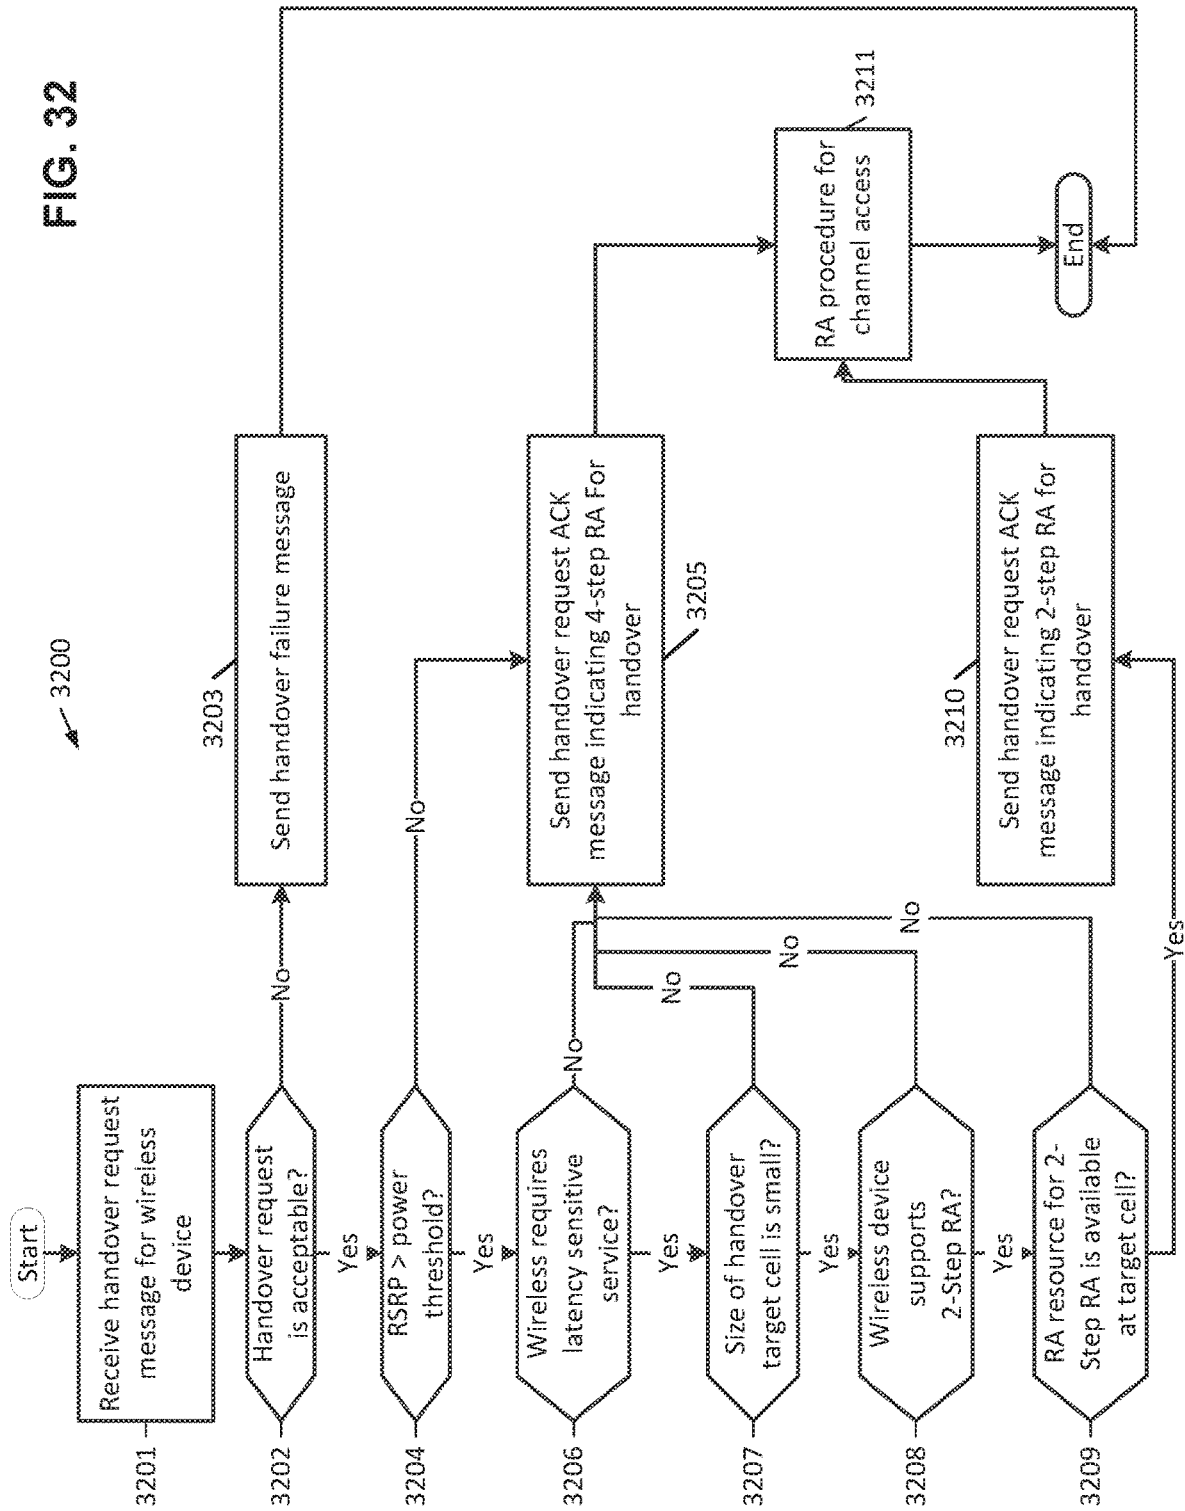 FIG. 32
3200
Start
Receive handover request
message for wireless
device
3201
Handover request
is acceptable?
3202
No
Yes
Send handover failure message
3203
RSRP > power
threshold?
3204
No
Yes
Send handover request ACK
message indicating 4-step RA For
handover
3205
Wireless requires
latency sensitive
service?
3206
No
Yes
Size of handover
target cell is small?
3207
No
Yes
Wireless device
supports
2-Step RA?
3208
No
Yes
RA resource for 2-
Step RA is available
at target cell?
3209
No
Yes
Send handover request ACK
message indicating 2-step RA for
handover
3210
RA procedure for
channel access
3211
End